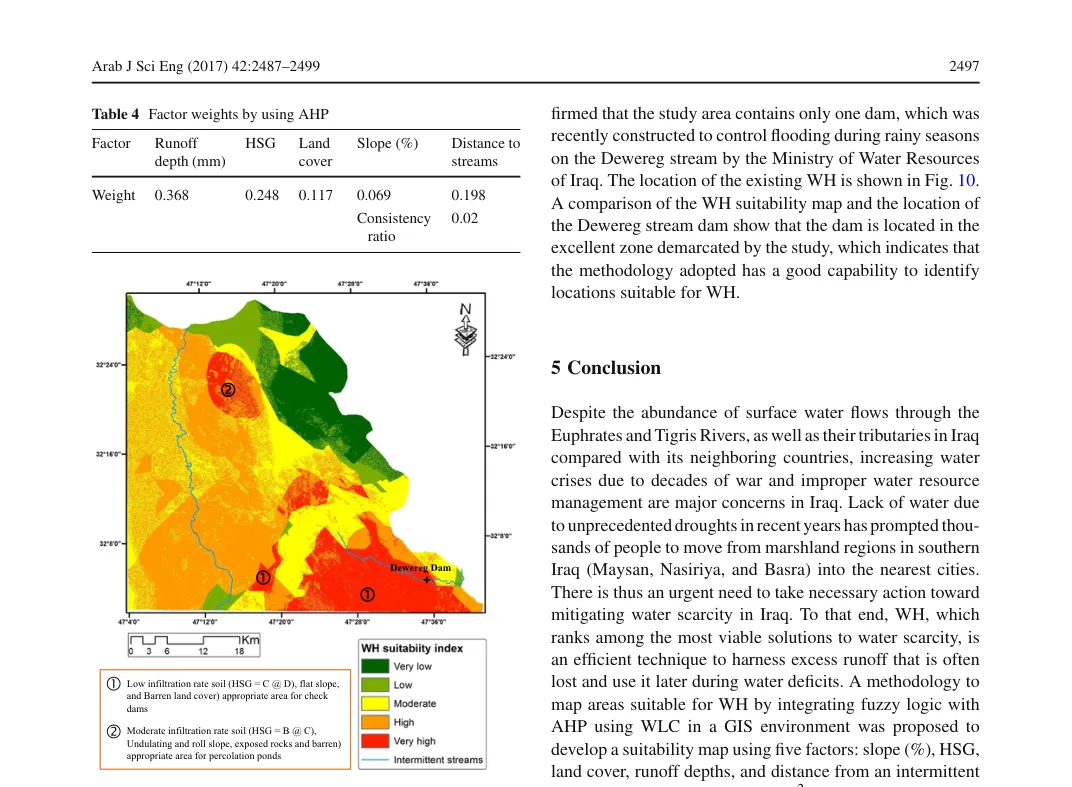 Arab J Sci Eng (2017) 42:2487–2499
2497
Table 4 Factor weights by using AHP
Factor Runoff depth (mm) HSG Land cover Slope (%) Distance to streams
Weight 0.368 0.248 0.117 0.069 0.198
Consistency ratio 0.02
47°12'0" 47°20'0" 47°28'0" 47°36'0"
N
32°24'0" 32°24'0"
32°16'0" 32°16'0"
32°8'0" 32°8'0"
②
①
①
Dewereg Dam
47°4'0" 47°12'0" 47°20'0" 47°28'0" 47°36'0"
Km
0 3 6 12 18
WH suitabiity index
Very low
Low
Moderate
High
Very high
Intermittent streams
① Low infiltration rate soil (HSG = C @ D), flat slope,
and Barren land cover) appropriate area for check
dams
② Moderate infiltration rate soil (HSG = B @ C),
Undulating and roll slope, exposed rocks and barren)
appropriate area for percolation ponds
firmed that the study area contains only one dam, which was
recently constructed to control flooding during rainy seasons
on the Dewereg stream by the Ministry of Water Resources
of Iraq. The location of the existing WH is shown in Fig. 10.
A comparison of the WH suitability map and the location of
the Dewereg stream dam show that the dam is located in the
excellent zone demarcated by the study, which indicates that
the methodology adopted has a good capability to identify
locations suitable for WH.
5 Conclusion
Despite the abundance of surface water flows through the
Euphrates and Tigris Rivers, as well as their tributaries in Iraq
compared with its neighboring countries, increasing water
crises due to decades of war and improper water resource
management are major concerns in Iraq. Lack of water due
to unprecedented droughts in recent years has prompted thou-
sands of people to move from marshland regions in southern
Iraq (Maysan, Nasiriya, and Basra) into the nearest cities.
There is thus an urgent need to take necessary action toward
mitigating water scarcity in Iraq. To that end, WH, which
ranks among the most viable solutions to water scarcity, is
an efficient technique to harness excess runoff that is often
lost and use it later during water deficits. A methodology to
map areas suitable for WH by integrating fuzzy logic with
AHP using WLC in a GIS environment was proposed to
develop a suitability map using five factors: slope (%), HSG,
land cover, runoff depths, and distance from an intermittent